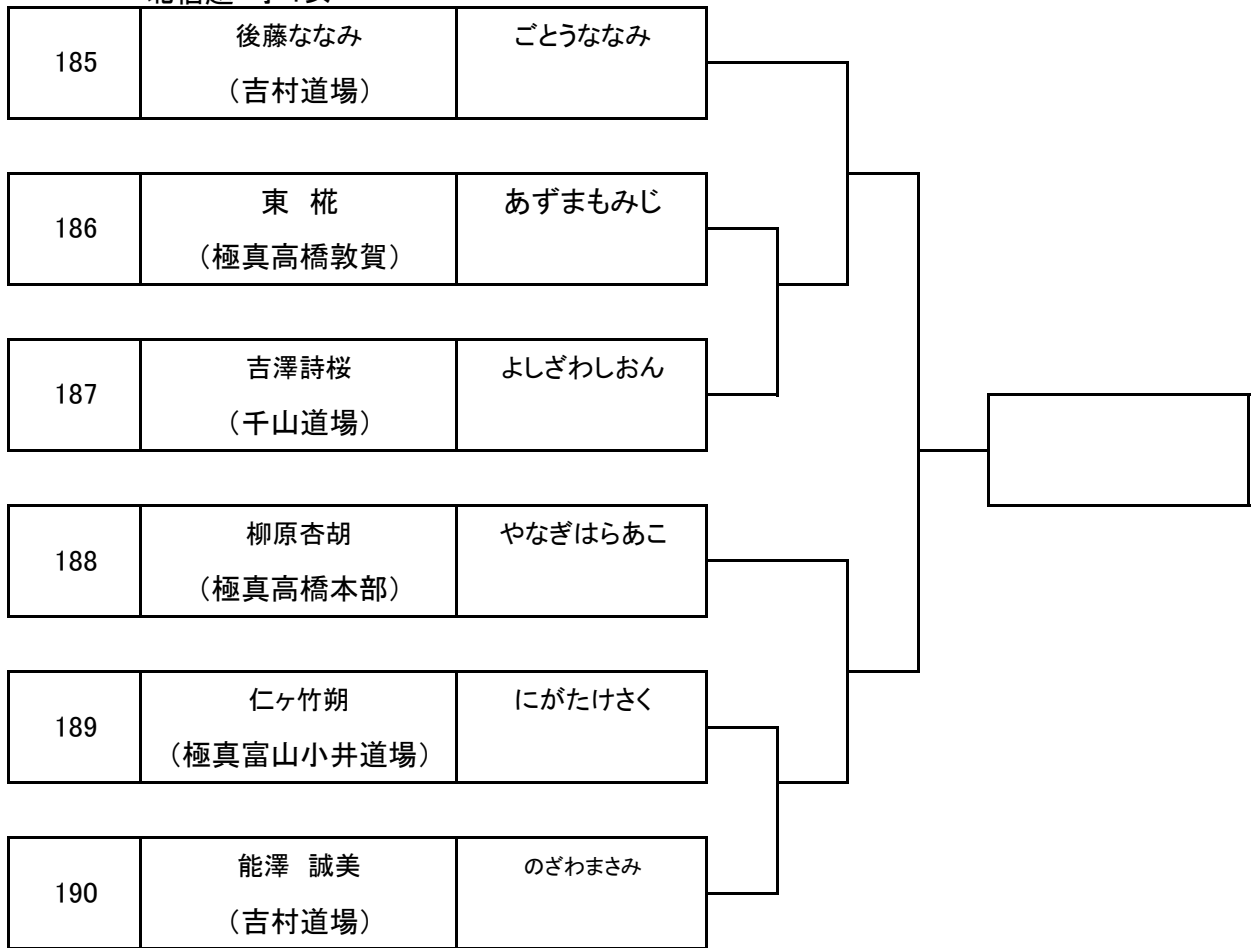 185
後藤ななみ
（吉村道場）
ごとうななみ
186
東　椛
（極真高橋敦賀）
あずまもみじ
187
吉澤詩桜
（千山道場）
よしざわしおん
188
柳原杏胡
（極真高橋本部）
やなぎはらあこ
189
仁ヶ竹朔
（極真富山小井道場）
にがたけさく
190
能澤　誠美
（吉村道場）
のざわまさみ